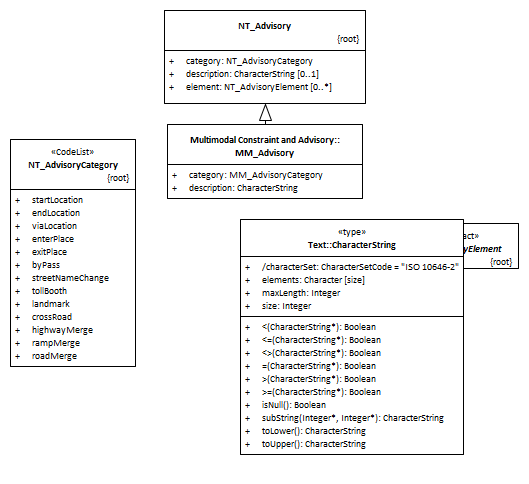 NT_Advisory
{root}
+ category: NT_AdvisoryCategory
+ description: CharacterString [0..1]
+ element: NT_AdvisoryElement [0..*]
Multimodal Constraint and Advisory::
MM_Advisory
+ category: MM_AdvisoryCategory
+ description: CharacterString
«CodeList»
NT_AdvisoryCategory
{root}
+ startLocation
+ endLocation
+ viaLocation
+ enterPlace
+ exitPlace
+ byPass
+ streetNameChange
+ tollBooth
+ landmark
+ crossRoad
+ highwayMerge
+ rampMerge
+ roadMerge
«type»
Text::CharacterString
+ /characterSet: CharacterSetCode = "ISO 10646-2"
+ elements: Character [size]
+ maxLength: Integer
+ size: Integer
+ <(CharacterString*): Boolean
+ <=(CharacterString*): Boolean
+ <>(CharacterString*): Boolean
+ =(CharacterString*): Boolean
+ >(CharacterString*): Boolean
+ >=(CharacterString*): Boolean
+ isNull(): Boolean
+ subString(Integer*, Integer*): CharacterString
+ toLower(): CharacterString
+ toUpper(): CharacterString
act»
yElement
{root}